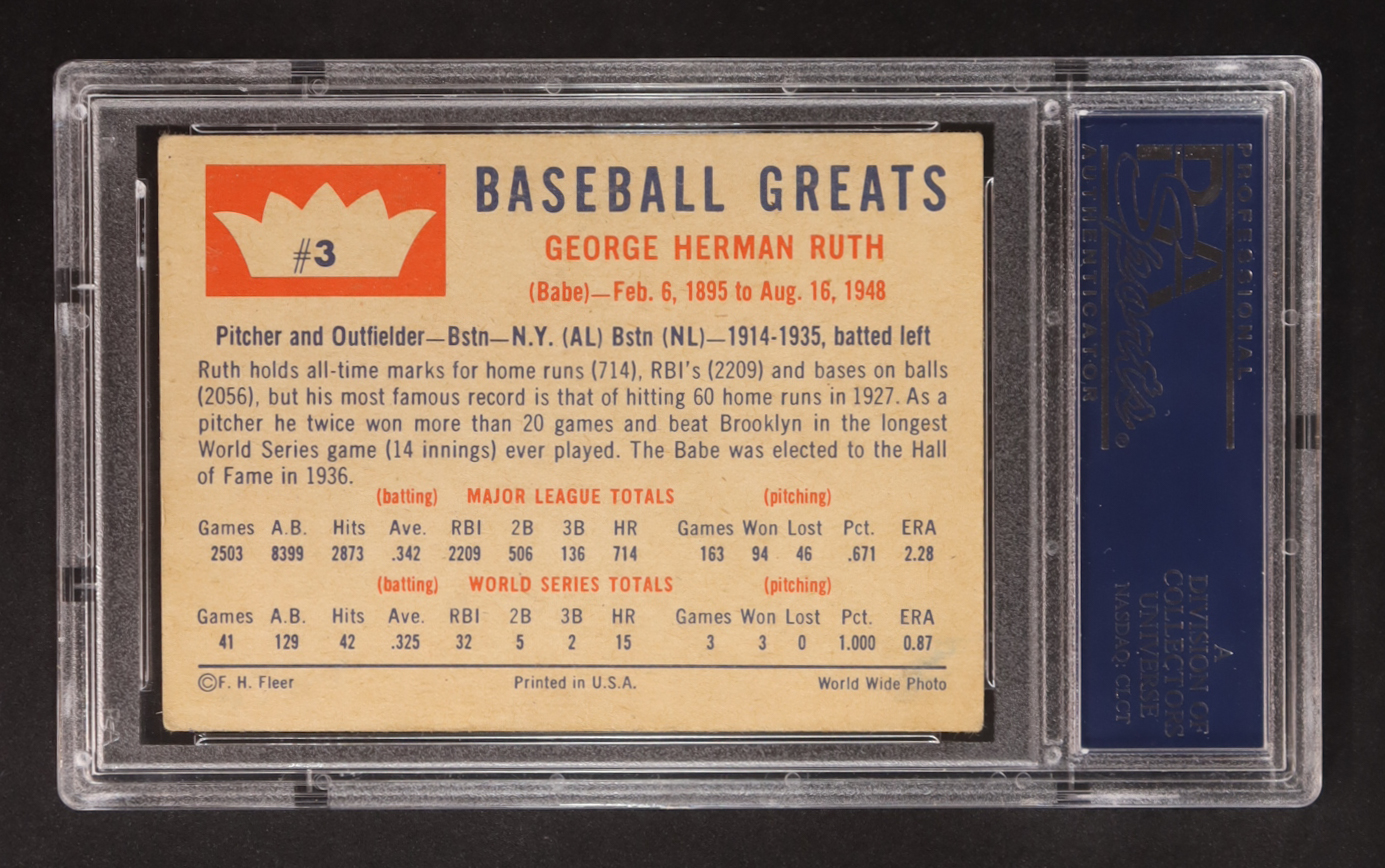 BASEBALL GREATS
#3
GEORGE HERMAN RUTH
(Babe)—Feb. 6, 1895 to Aug. 16, 1948
Pitcher and Outfielder—Bstn—N.Y. (AL) Bstn (NL)—1914-1935, batted left
Ruth holds all-time marks for home runs (714), RBI's (2209) and bases on balls
(2056), but his most famous record is that of hitting 60 home runs in 1927. As a
pitcher he twice won more than 20 games and beat Brooklyn in the longest
World Series game (14 innings) ever played. The Babe was elected to the Hall
of Fame in 1936.
(batting) MAJOR LEAGUE TOTALS (pitching)
Games A.B. Hits Ave. RBI 2B 3B HR Games Won Lost Pct. ERA
2503 8399 2873 .342 2209 506 136 714 163 94 46 .671 2.28
(batting) WORLD SERIES TOTALS (pitching)
Games A.B. Hits Ave. RBI 2B 3B HR Games Won Lost Pct. ERA
41 129 42 .325 32 5 2 15 3 3 0 1.000 0.87
©F. H. Fleer Printed in U.S.A. World Wide Photo
PROFESSIONAL
PSA
AUTHENTICATOR
A
DIVISION OF
COLLECTORS
UNIVERSE
NASDAQ: CLCT